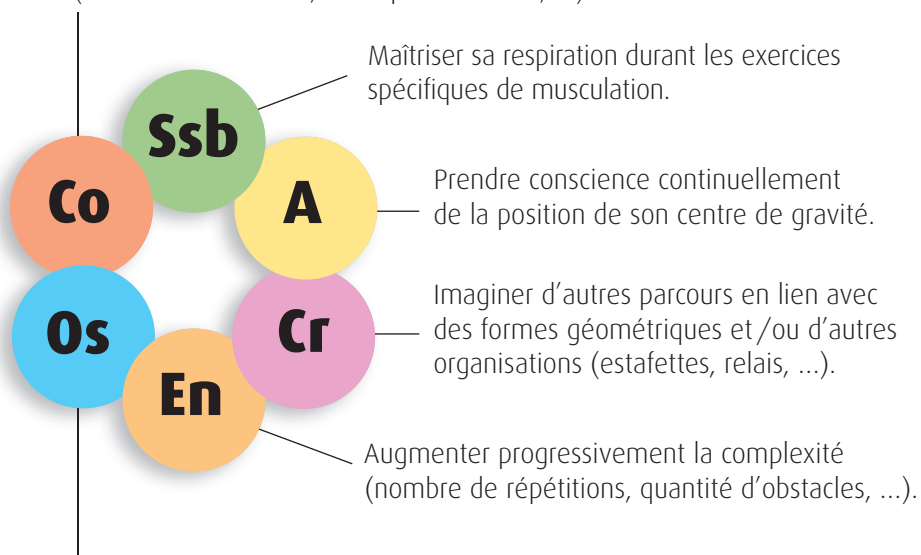 Maîtriser sa respiration durant les exercices
spécifiques de musculation.
Ssb
Co
A
Prendre conscience continuellement
de la position de son centre de gravité.
Os
Cr
Imaginer d'autres parcours en lien avec
des formes géométriques et/ou d'autres
organisations (estafettes, relais, ...).
En
Augmenter progressivement la complexité
(nombre de répétitions, quantité d'obstacles, ...).